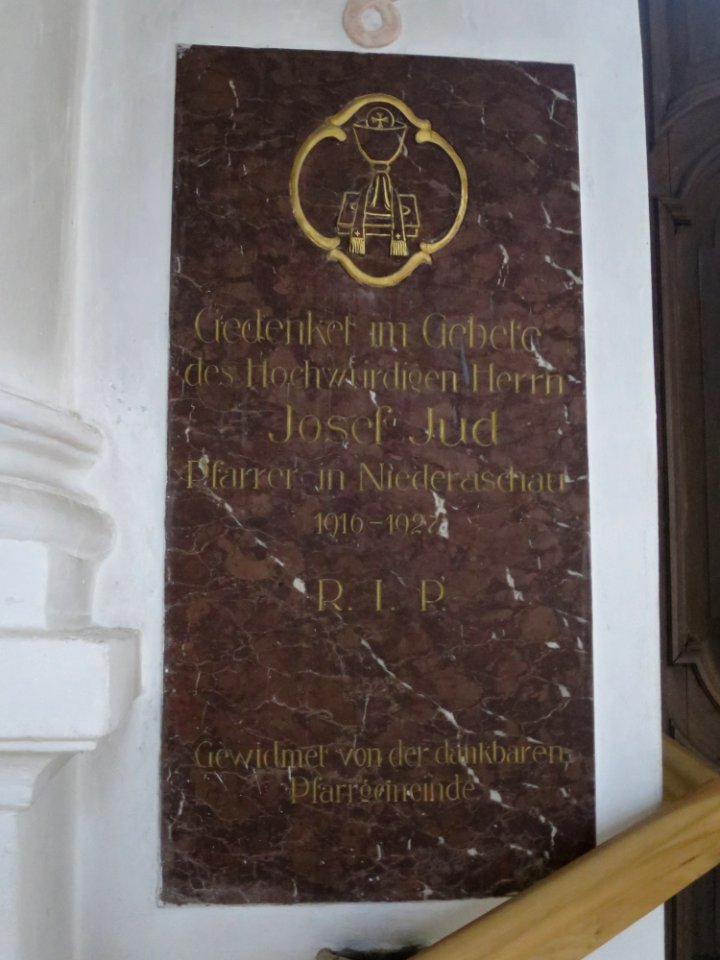 Gedenket im Gebete
des Hochwürdigen Herrn
Josef Jud
Pfarrer in Niederaschau
1916-1927
R. I. P.
Gewidmet von der dankbaren
Pfarrgemeinde